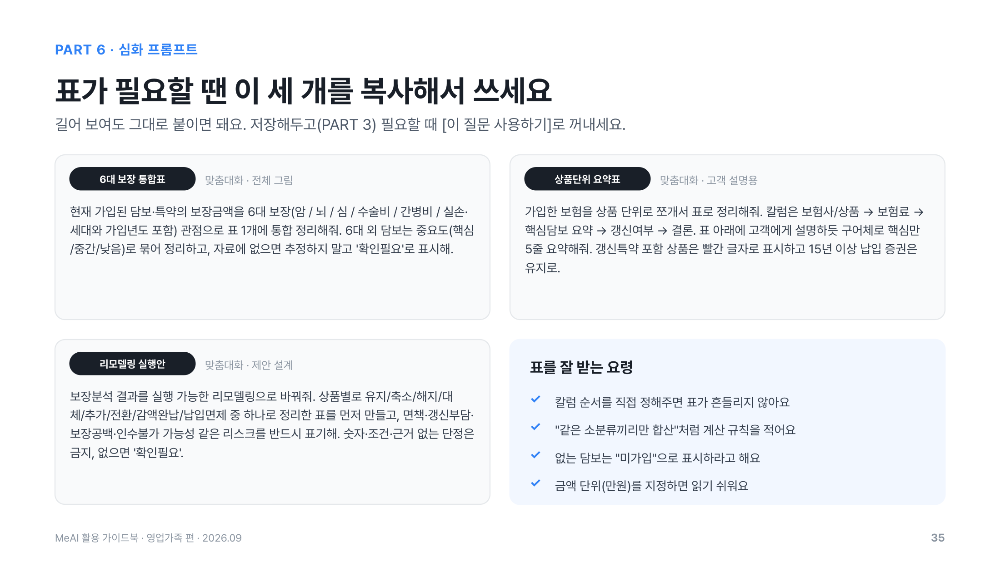 PART 6 · 심화 프롬프트
표가 필요할 땐 이 세 개를 복사해서 쓰세요
길어 보여도 그대로 붙이면 돼요. 저장해두고(PART 3) 필요할 때 [이 질문 사용하기]로 꺼내세요.
6대 보장 통합표 맞춤대화 · 전체 그림
현재 가입된 담보·특약의 보장금액을 6대 보장(암 / 뇌 / 심 / 수술비 / 간병비 / 실손·
세대와 가입년도 포함) 관점으로 표 1개에 통합 정리해줘. 6대 외 담보는 중요도(핵심
/중간/낮음)로 묶어 정리하고, 자료에 없으면 추정하지 말고 '확인필요'로 표시해.
상품단위 요약표 맞춤대화 · 고객 설명용
가입한 보험을 상품 단위로 쪼개서 표로 정리해줘. 칼럼은 보험사/상품 → 보험료 →
핵심담보 요약 → 갱신여부 → 결론. 표 아래에 고객에게 설명하듯 구어체로 핵심만
5줄 요약해줘. 갱신특약 포함 상품은 빨간 글자로 표시하고 15년 이상 납입 증권은
유지로.
리모델링 실행안 맞춤대화 · 제안 설계
보장분석 결과를 실행 가능한 리모델링으로 바꿔줘. 상품별로 유지/축소/해지/대
체/추가/전환/감액완납/납입면제 중 하나로 정리한 표를 먼저 만들고, 면책·갱신부담·
보장공백·인수불가 가능성 같은 리스크를 반드시 표기해. 숫자·조건·근거 없는 단정은
금지, 없으면 '확인필요'.
표를 잘 받는 요령
칼럼 순서를 직접 정해주면 표가 흔들리지 않아요
"같은 소분류끼리만 합산"처럼 계산 규칙을 적어요
없는 담보는 "미가입"으로 표시하라고 해요
금액 단위(만원)를 지정하면 읽기 쉬워요
MeAI 활용 가이드북 · 영업가족 편 · 2026.09
35